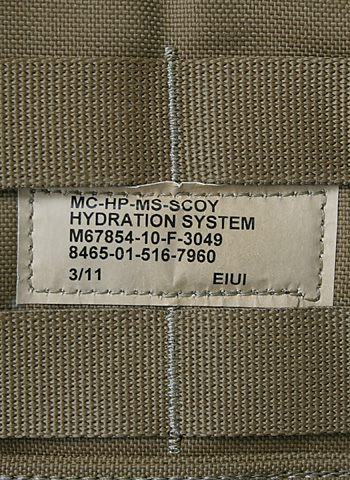 MC-HP-MS-SCOY
HYDRATION SYSTEM
M67854-10-F-3049
8465-01-516-7960
3/11 EIUI